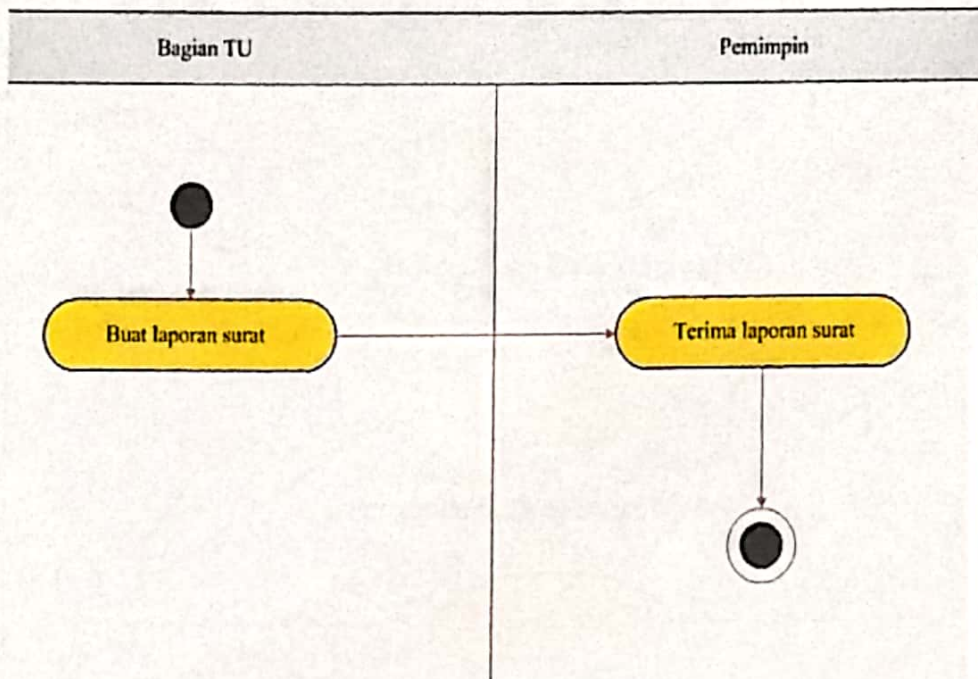 Bagian TU
Pemimpin
Buat laporan surat
Terima laporan surat